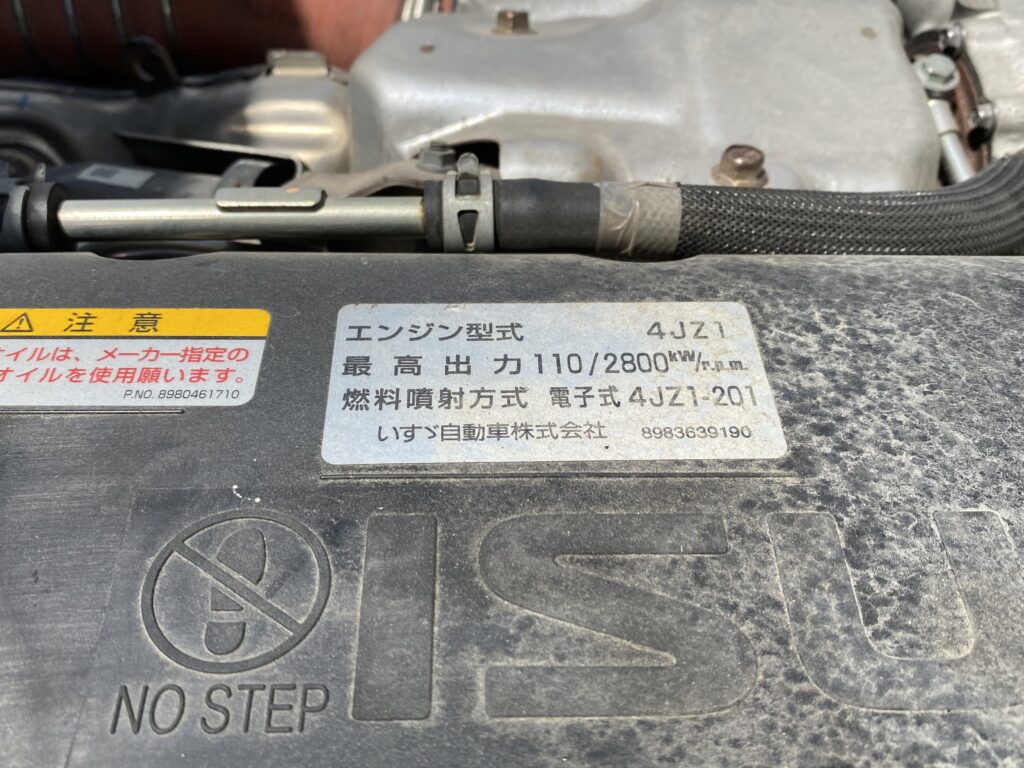 注意
イルは、メーカー指定の
オイルを使用願います。
P.NO. 8980461710
エンジン型式 4JZ1
最高出力 110/2800kW/r.p.m.
燃料噴射方式 電子式 4JZ1-201
いすゞ自動車株式会社 8983639190
NO STEP
ISU